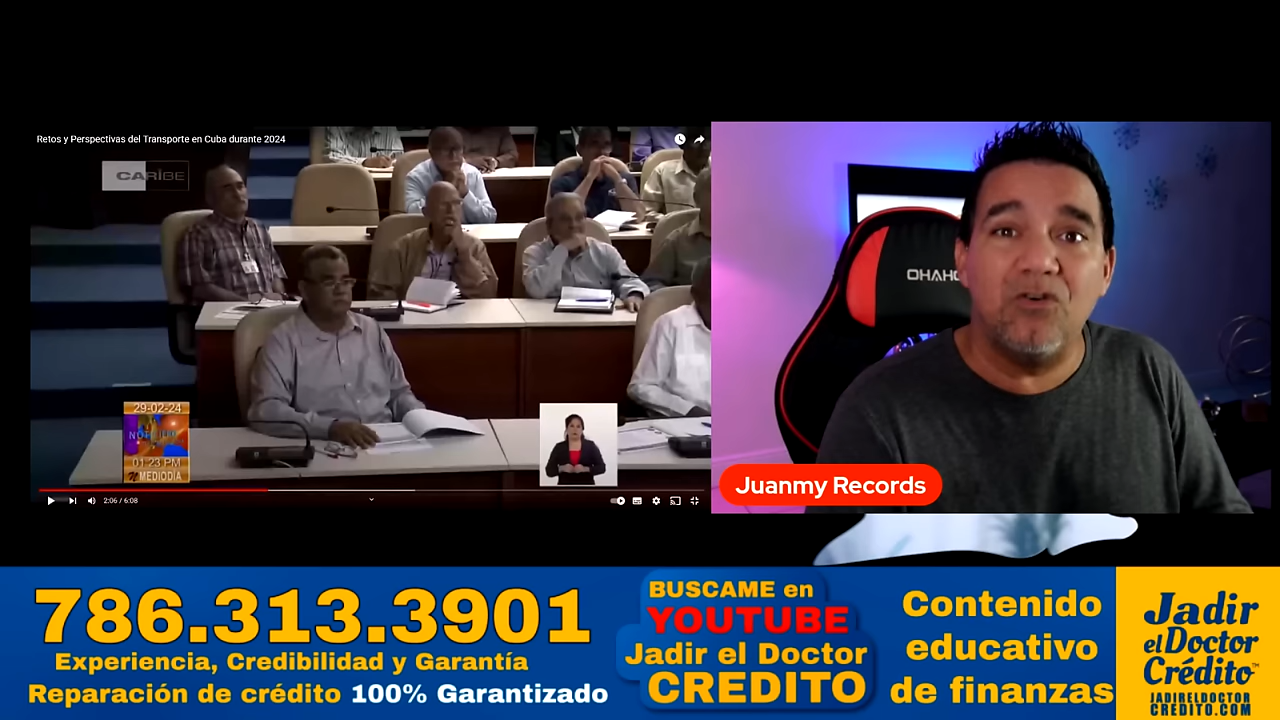 Retos y Perspectivas del Transporte en Cuba durante 2024
CARIBE
29-02-24
01:23 PM
MEDIODÍA
2:06 / 6:08
OHAHO
Juanmy Records
786.313.3901
Experiencia, Credibilidad y Garantía
Reparación de crédito 100% Garantizado
BUSCAME en
YOUTUBE
Jadir el Doctor
CREDITO
Contenido
educativo
de finanzas
Jadir
el Doctor
Crédito™
JADIRELDOCTOR
CREDITO.COM